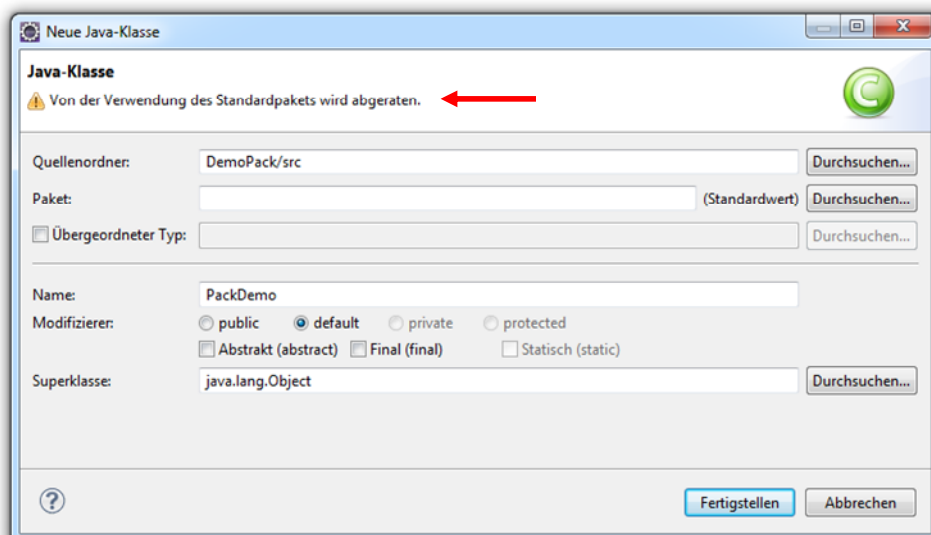 Neue Java-Klasse
Java-Klasse
Von der Verwendung des Standardpakets wird abgeraten.
C
Quellenordner: DemoPack/src Durchsuchen...
Paket: (Standardwert) Durchsuchen...
Übergeordneter Typ: Durchsuchen...
Name: PackDemo
Modifizierer: public default private protected
Abstrakt (abstract) Final (final) Statisch (static)
Superklasse: java.lang.Object Durchsuchen...
? Fertigstellen Abbrechen